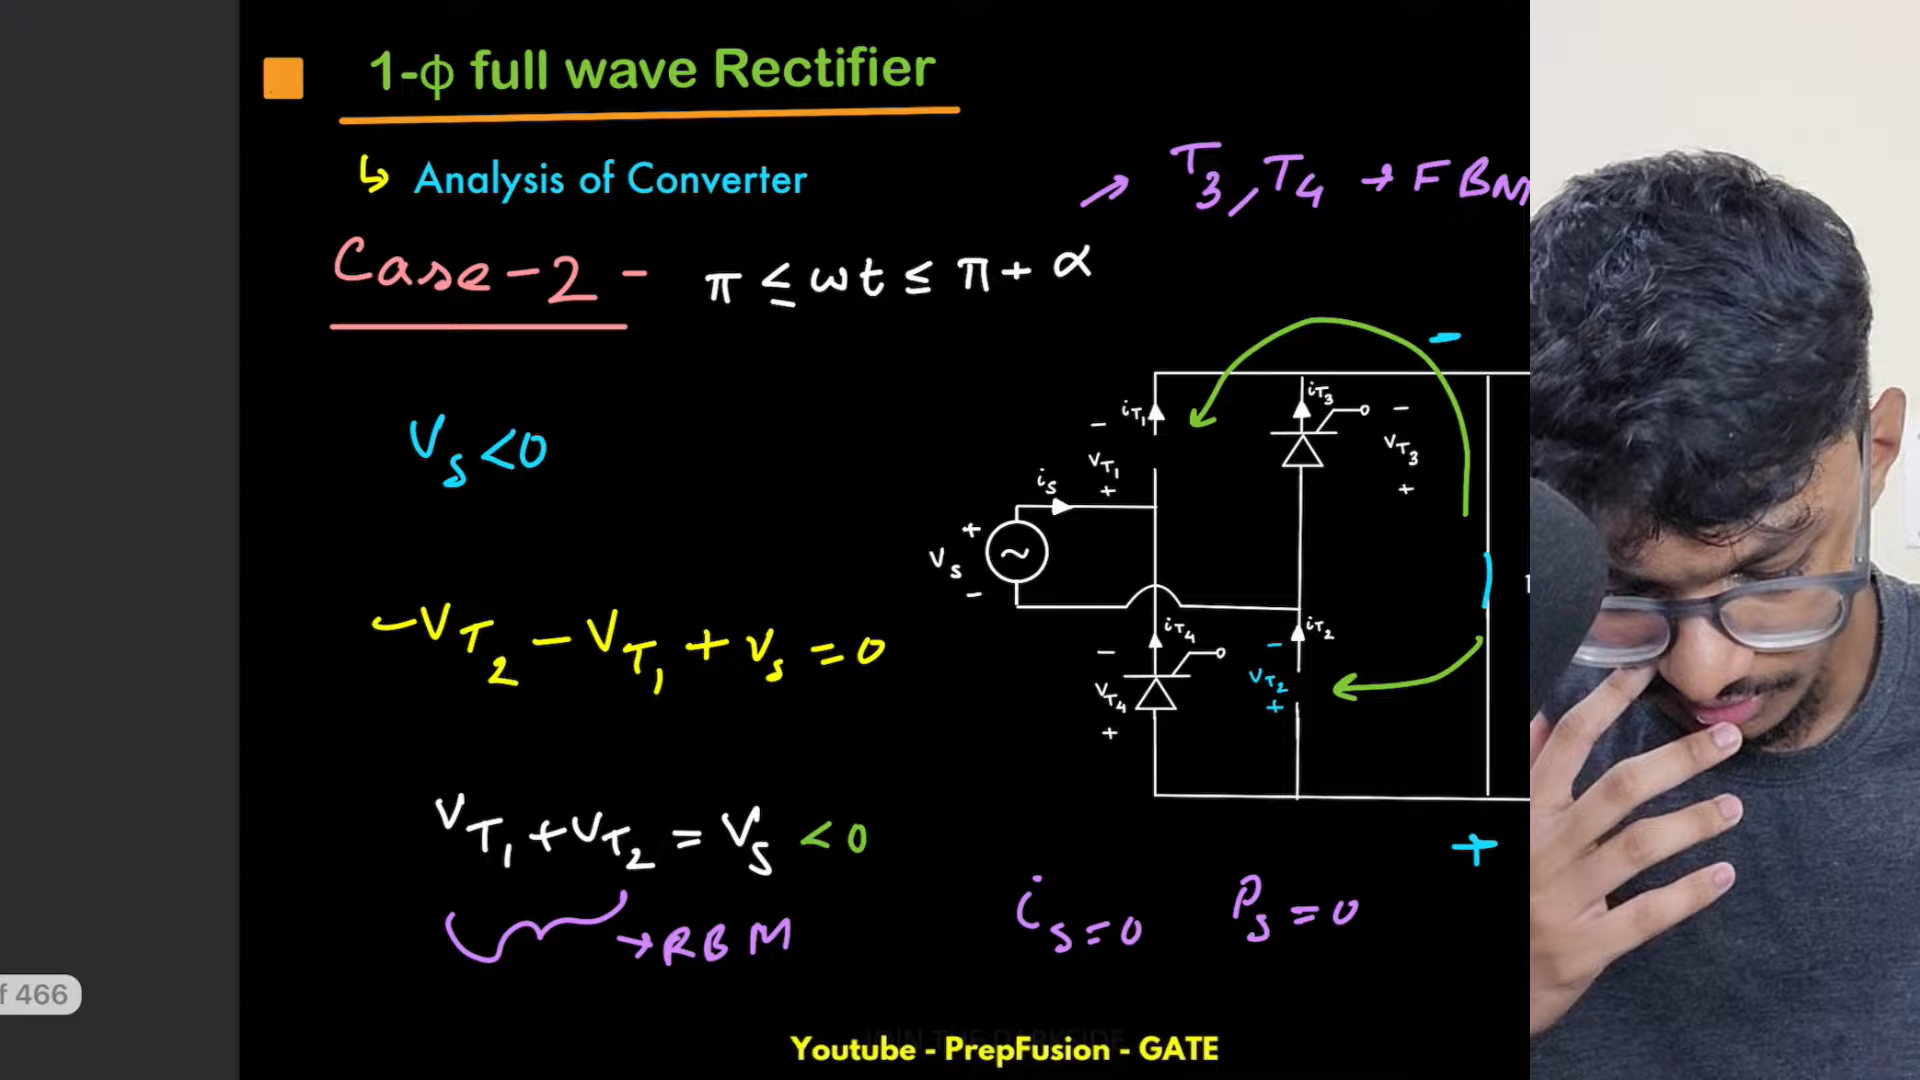 1-ϕ full wave Rectifier
↳ Analysis of Converter
→ T3, T4 → FBM
Case-2 - π ≤ ωt ≤ π + α
-
iT1
iT3
- -
Vs <0
VT1
VT3
+ +
is
+
Vs
-
-VT2 - VT1 + Vs = 0
iT4
iT2
- -
VT4
VT2
+ +
VT1 + VT2 = Vs < 0
+
→ RBM
is = 0 Ps = 0
f 466
Youtube - PrepFusion - GATE